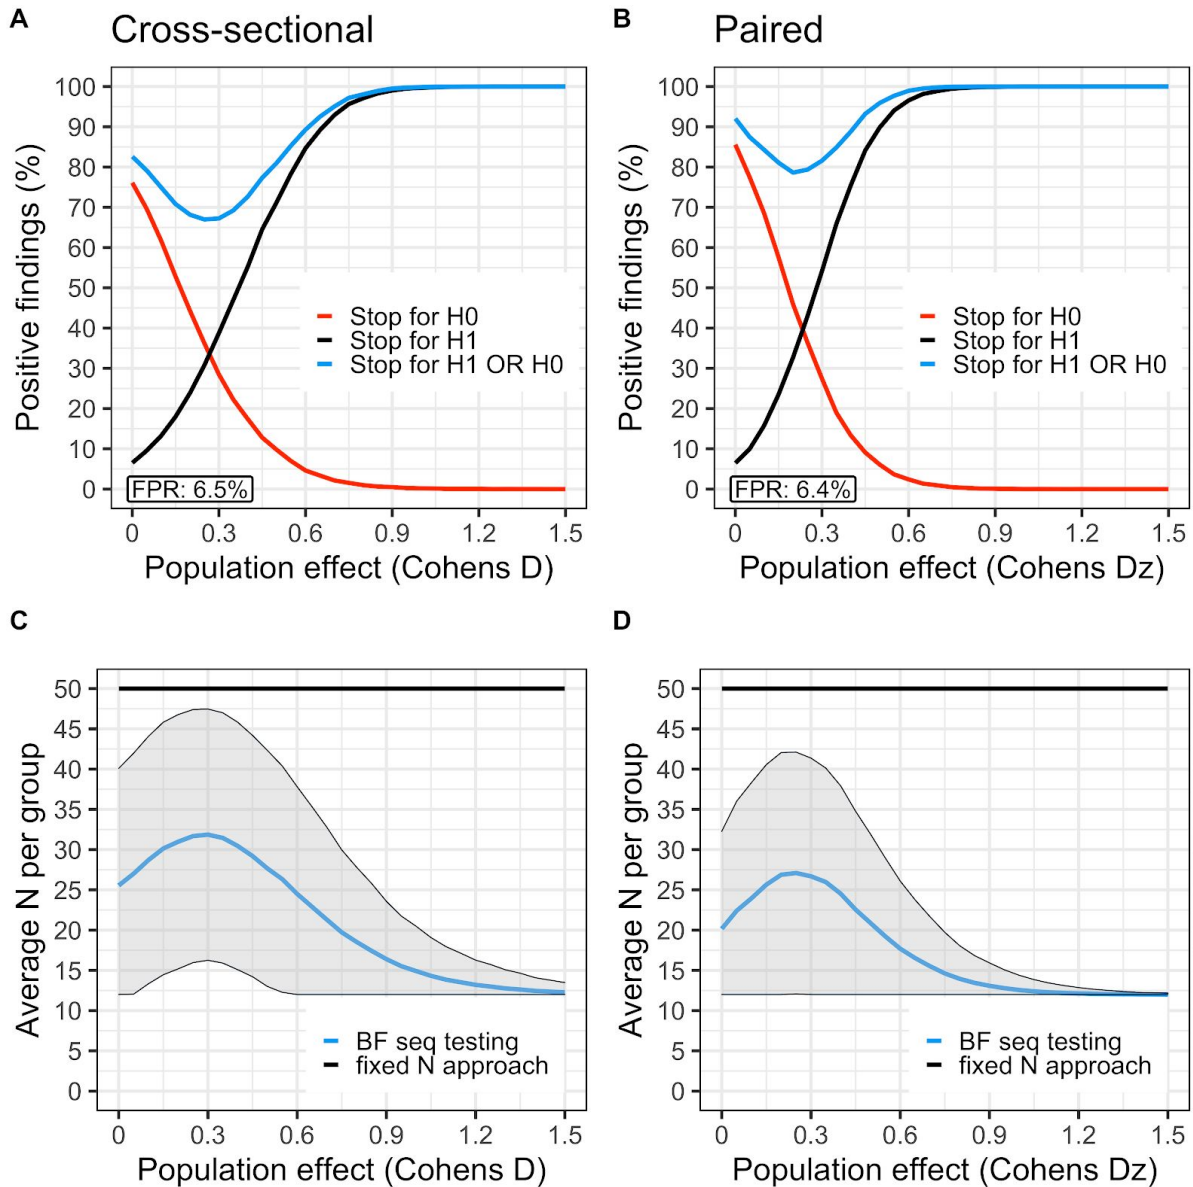 A
Cross-sectional
Positive findings (%)
100
90
80
70
60
50
40
30
20
10
0
Stop for H0
Stop for H1
Stop for H1 OR H0
FPR: 6.5%
0 0.3 0.6 0.9 1.2 1.5
Population effect (Cohens D)
B
Paired
Positive findings (%)
100
90
80
70
60
50
40
30
20
10
0
Stop for H0
Stop for H1
Stop for H1 OR H0
FPR: 6.4%
0 0.3 0.6 0.9 1.2 1.5
Population effect (Cohens Dz)
C
Average N per group
50
45
40
35
30
25
20
15
10
5
0
BF seq testing
fixed N approach
0 0.3 0.6 0.9 1.2 1.5
Population effect (Cohens D)
D
Average N per group
50
45
40
35
30
25
20
15
10
5
0
BF seq testing
fixed N approach
0 0.3 0.6 0.9 1.2 1.5
Population effect (Cohens Dz)